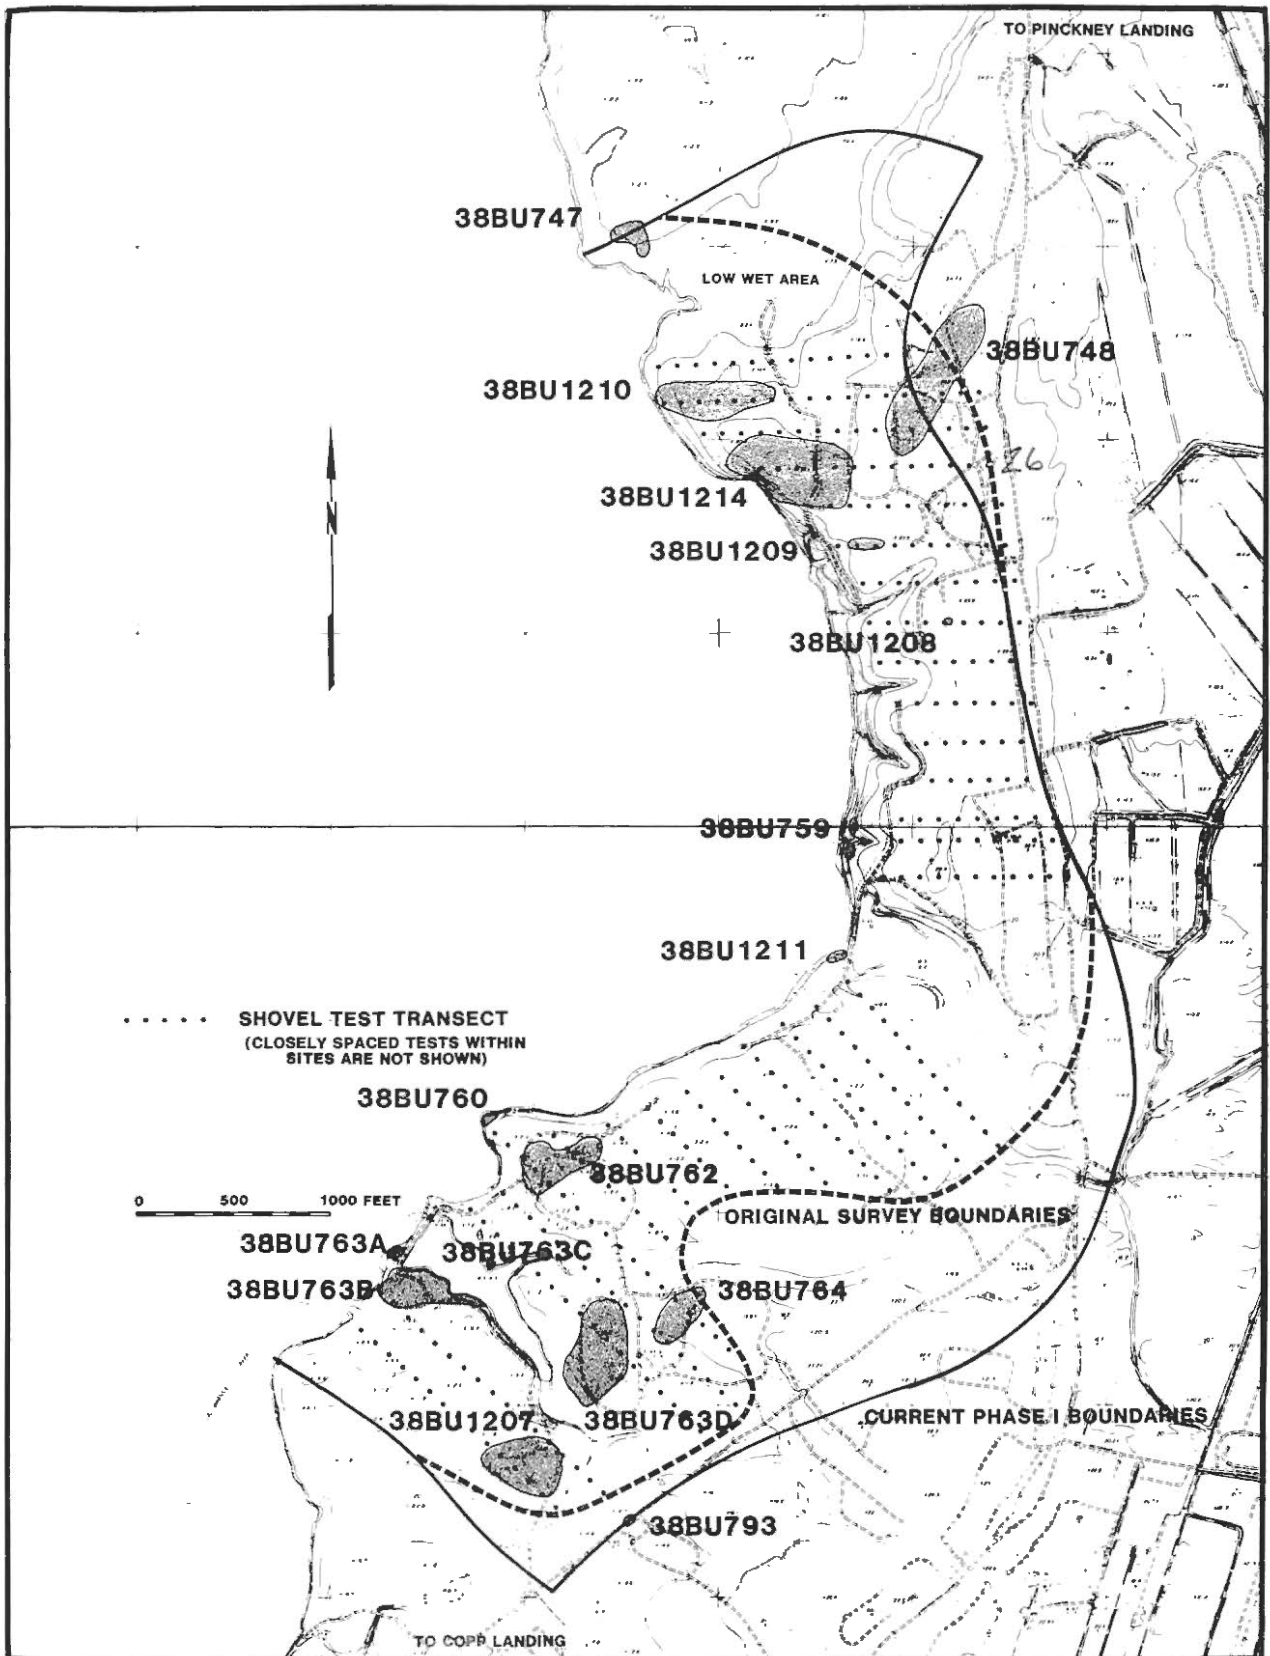 TO PINCKNEY LANDING
38BU747
LOW WET AREA
38BU748
38BU1210
26
38BU1214
N
38BU1209
38BU1208
38BU759
38BU1211
SHOVEL TEST TRANSECT
(CLOSELY SPACED TESTS WITHIN
SITES ARE NOT SHOWN)
38BU760
38BU762
0 500 1000 FEET
ORIGINAL SURVEY BOUNDARIES
38BU763A
38BU763C
38BU763B
38BU764
38BU1207
38BU763D
CURRENT PHASE I BOUNDARIES
38BU793
TO COPP LANDING